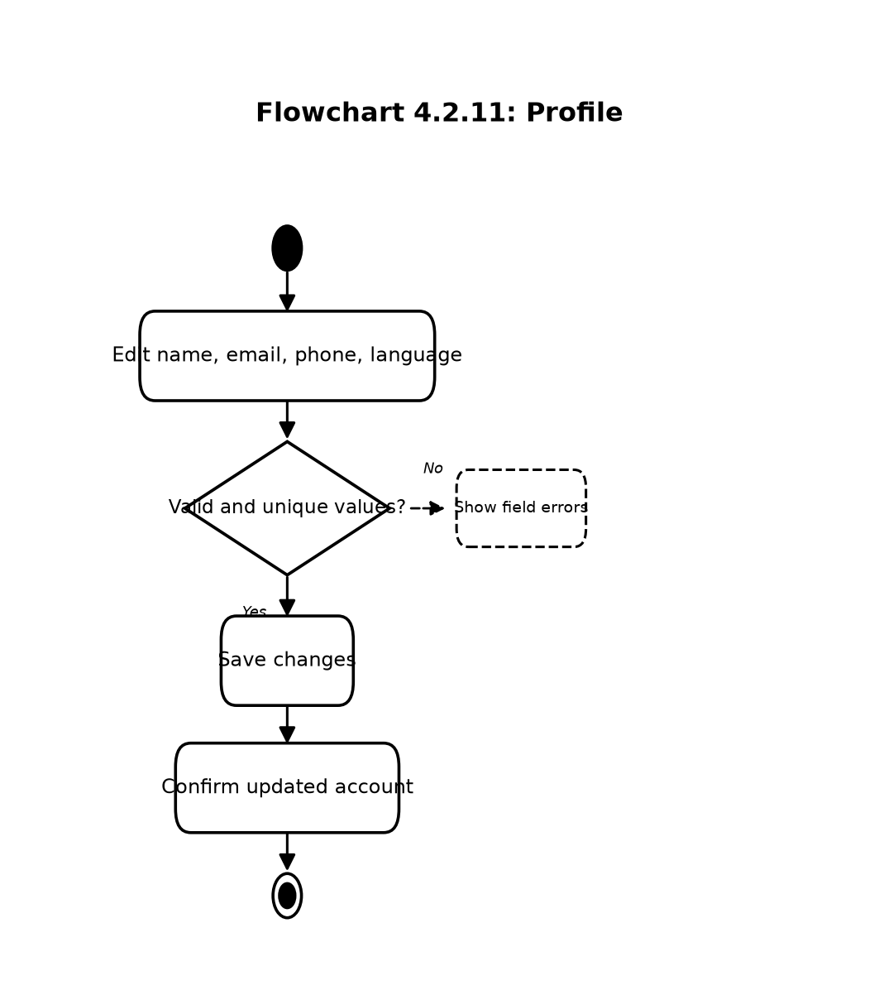 Flowchart 4.2.11: Profile
Edit name, email, phone, language
Valid and unique values?
No
Show field errors
Yes
Save changes
Confirm updated account